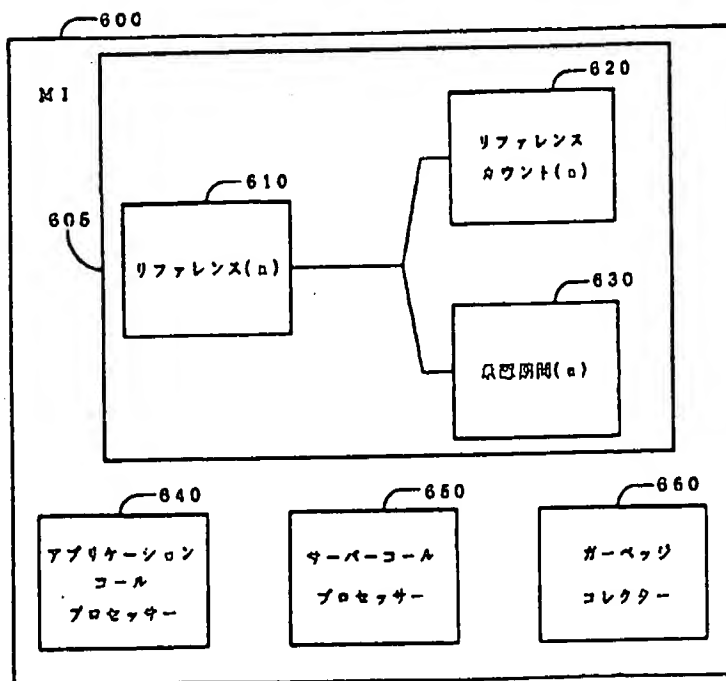 600
MI
620
リファレンス
カウント(n)
610
605
リファレンス(n)
630
期間(n)
640
650
660
アプリケーション
コール
プロセッサー
サーバーコール
プロセッサー
ガーベッジ
コレクター